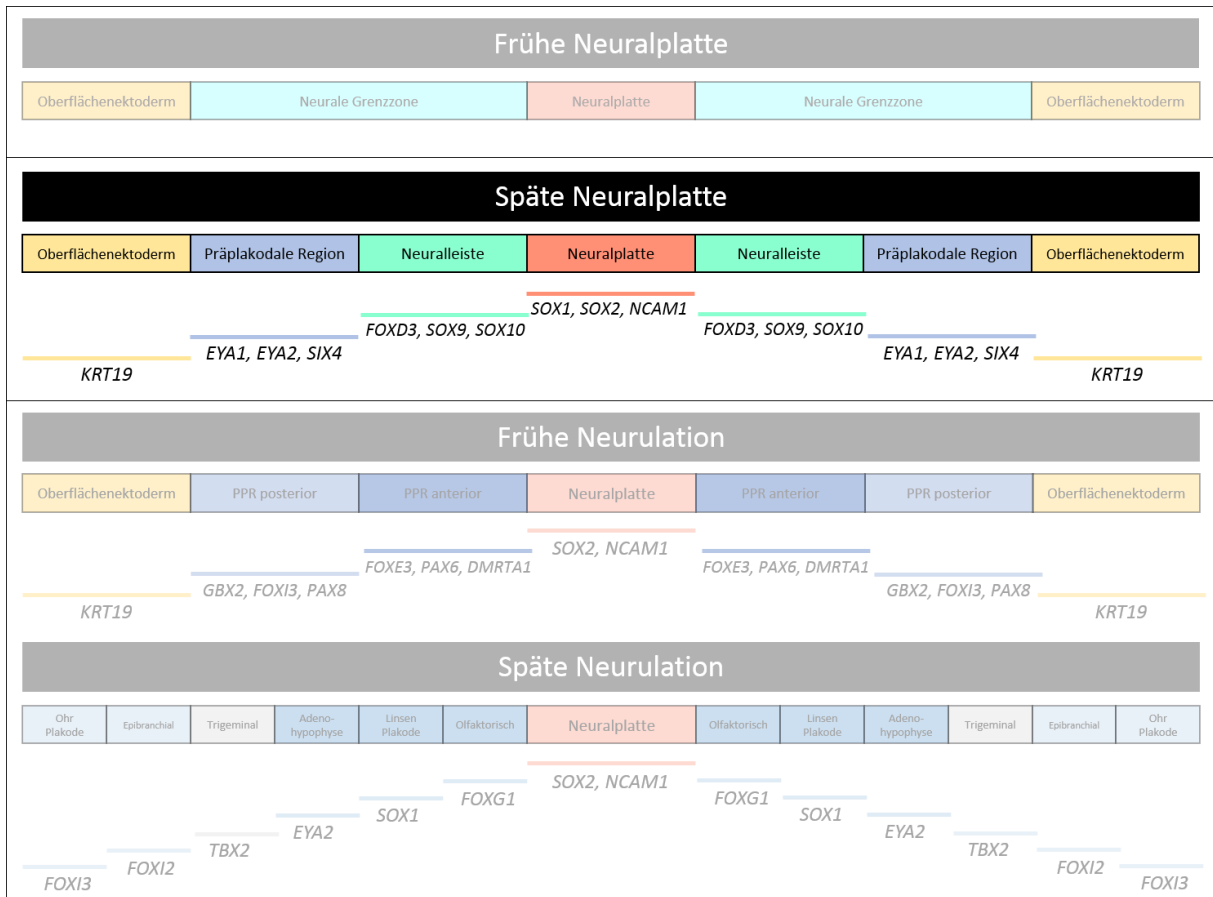 Frühe Neuralplatte
Oberflächenektoderm Neurale Grenzzone Neuralplatte Neurale Grenzzone Oberflächenektoderm
Späte Neuralplatte
Oberflächenektoderm Präplakodale Region Neuralleiste Neuralplatte Neuralleiste Präplakodale Region Oberflächenektoderm
SOX1, SOX2, NCAM1
FOXD3, SOX9, SOX10 FOXD3, SOX9, SOX10
EYA1, EYA2, SIX4 EYA1, EYA2, SIX4
KRT19 KRT19
Frühe Neurulation
Oberflächenektoderm PPR posterior PPR anterior Neuralplatte PPR anterior PPR posterior Oberflächenektoderm
SOX2, NCAM1
FOXE3, PAX6, DMRTA1 FOXE3, PAX6, DMRTA1
GBX2, FOXI3, PAX8 GBX2, FOXI3, PAX8
KRT19 KRT19
Späte Neurulation
Ohr Plakode Epibranchial Trigeminal Adeno-hypophyse Linsen Plakode Olfaktorisch Neuralplatte Olfaktorisch Linsen Plakode Adeno-hypophyse Trigeminal Epibranchial Ohr Plakode
SOX2, NCAM1
FOXG1 FOXG1
SOX1 SOX1
EYA2 EYA2
TBX2 TBX2
FOXI2 FOXI2
FOXI3 FOXI3